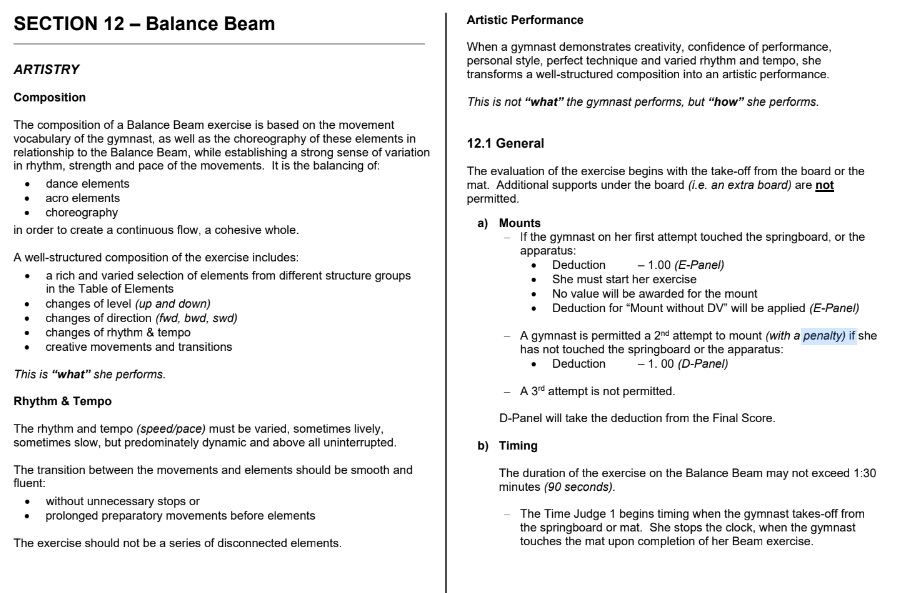 SECTION 12 – Balance Beam
ARTISTRY
Composition
The composition of a Balance Beam exercise is based on the movement
vocabulary of the gymnast, as well as the choreography of these elements in
relationship to the Balance Beam, while establishing a strong sense of variation
in rhythm, strength and pace of the movements.  It is the balancing of:
• dance elements
• acro elements
• choreography
in order to create a continuous flow, a cohesive whole.
A well-structured composition of the exercise includes:
• a rich and varied selection of elements from different structure groups
in the Table of Elements
• changes of level (up and down)
• changes of direction (fwd, bwd, swd)
• changes of rhythm & tempo
• creative movements and transitions
This is “what” she performs.
Rhythm & Tempo
The rhythm and tempo (speed/pace) must be varied, sometimes lively,
sometimes slow, but predominately dynamic and above all uninterrupted.
The transition between the movements and elements should be smooth and
fluent:
• without unnecessary stops or
• prolonged preparatory movements before elements
The exercise should not be a series of disconnected elements.
Artistic Performance
When a gymnast demonstrates creativity, confidence of performance,
personal style, perfect technique and varied rhythm and tempo, she
transforms a well-structured composition into an artistic performance.
This is not “what” the gymnast performs, but “how” she performs.
12.1 General
The evaluation of the exercise begins with the take-off from the board or the
mat.  Additional supports under the board (i.e. an extra board) are not
permitted.
a) Mounts
– If the gymnast on her first attempt touched the springboard, or the
apparatus:
• Deduction – 1.00 (E-Panel)
• She must start her exercise
• No value will be awarded for the mount
• Deduction for “Mount without DV” will be applied (E-Panel)
– A gymnast is permitted a 2nd attempt to mount (with a penalty) if she
has not touched the springboard or the apparatus:
• Deduction – 1. 00 (D-Panel)
– A 3rd attempt is not permitted.
D-Panel will take the deduction from the Final Score.
b) Timing
The duration of the exercise on the Balance Beam may not exceed 1:30
minutes (90 seconds).
– The Time Judge 1 begins timing when the gymnast takes-off from
the springboard or mat.  She stops the clock, when the gymnast
touches the mat upon completion of her Beam exercise.